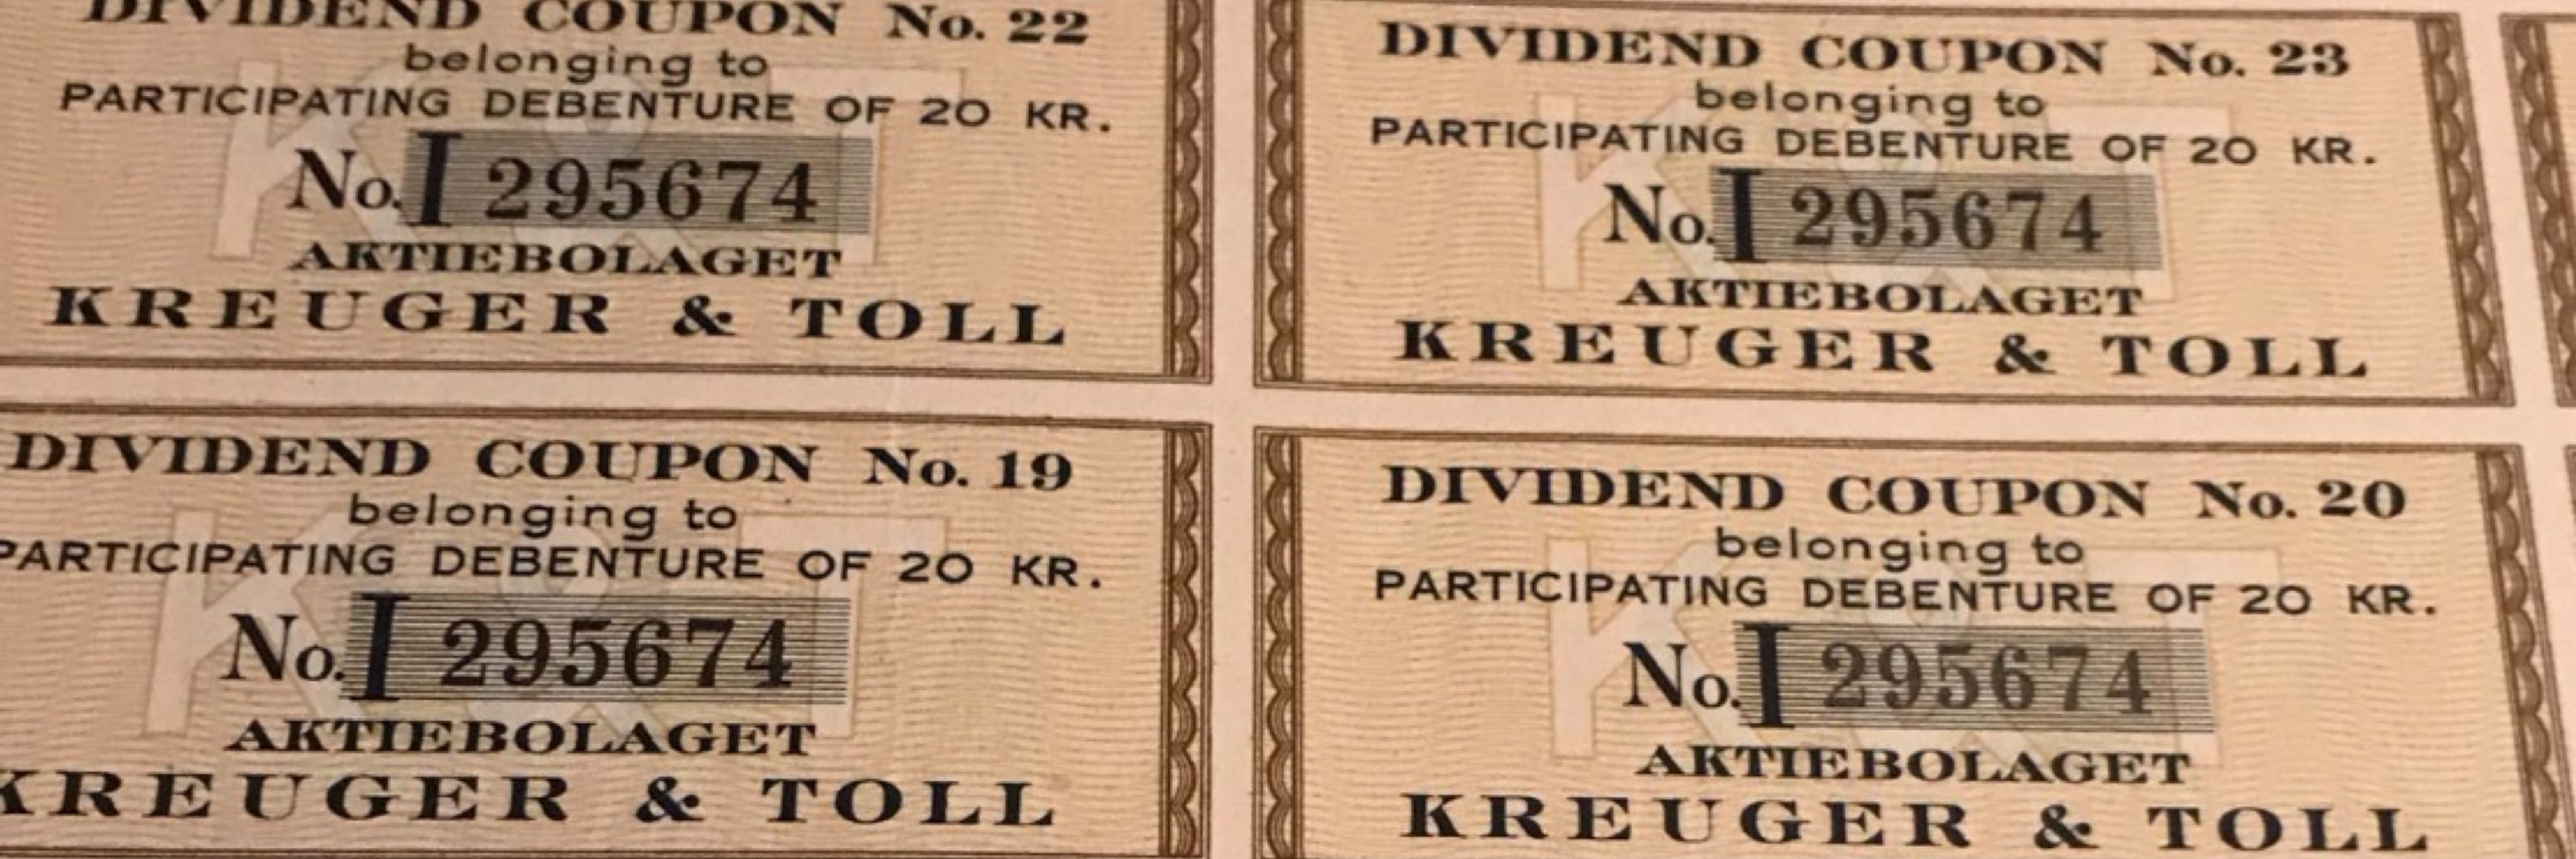 DIVIDEND COUPON No. 22
belonging to
PARTICIPATING DEBENTURE OF 20 KR.
No. I 295674
AKTIEBOLAGET
KREUGER & TOLL
DIVIDEND COUPON No. 23
belonging to
PARTICIPATING DEBENTURE OF 20 KR.
No. I 295674
AKTIEBOLAGET
KREUGER & TOLL
DIVIDEND COUPON No. 19
belonging to
PARTICIPATING DEBENTURE OF 20 KR.
No. I 295674
AKTIEBOLAGET
KREUGER & TOLL
DIVIDEND COUPON No. 20
belonging to
PARTICIPATING DEBENTURE OF 20 KR.
No. I 295674
AKTIEBOLAGET
KREUGER & TOLL